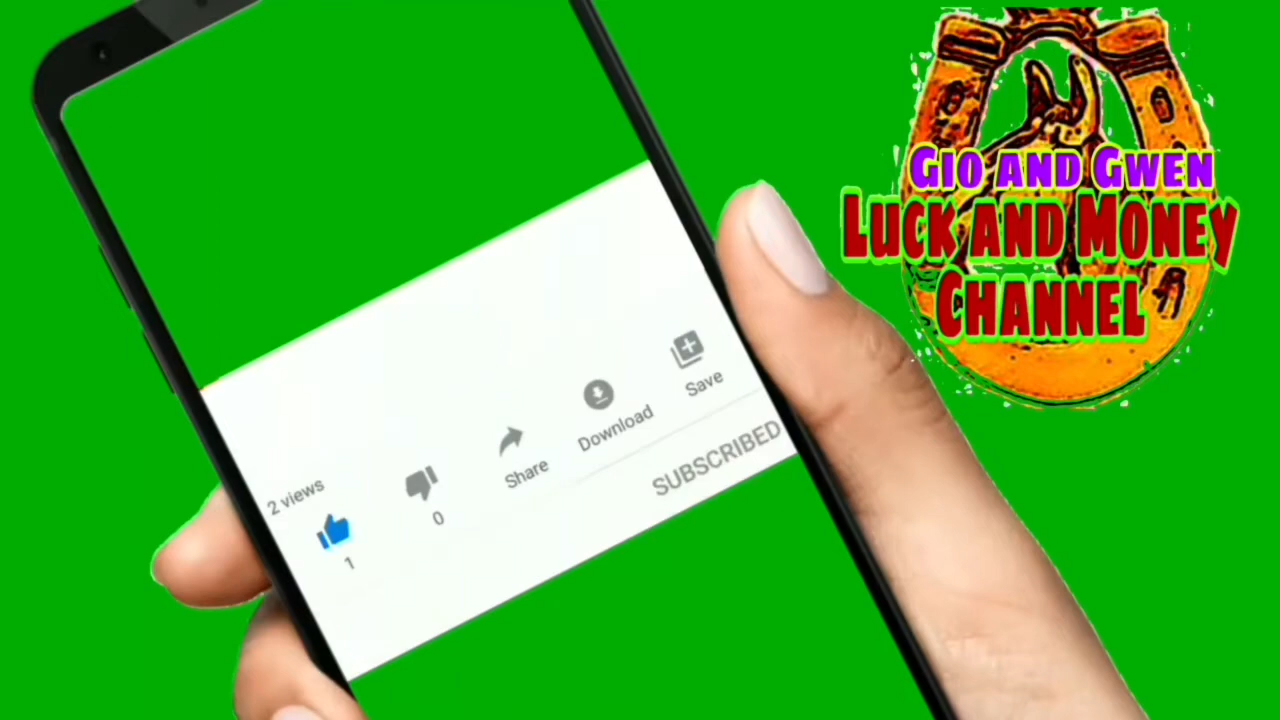 Gio and Gwen
Luck and Money
Channel
2 views
1
0
Share
Download
Save
SUBSCRIBED